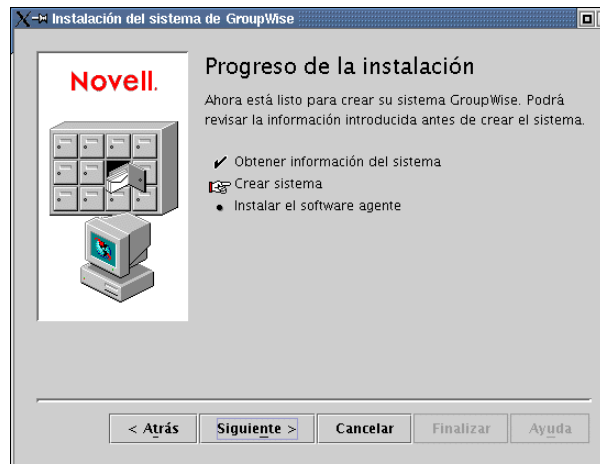 Instalación del sistema de GroupWise
Novell.
Progreso de la instalación
Ahora está listo para crear su sistema GroupWise. Podrá
revisar la información introducida antes de crear el sistema.
Obtener información del sistema
Crear sistema
Instalar el software agente
< Atrás
Siguiente >
Cancelar
Finalizar
Ayuda